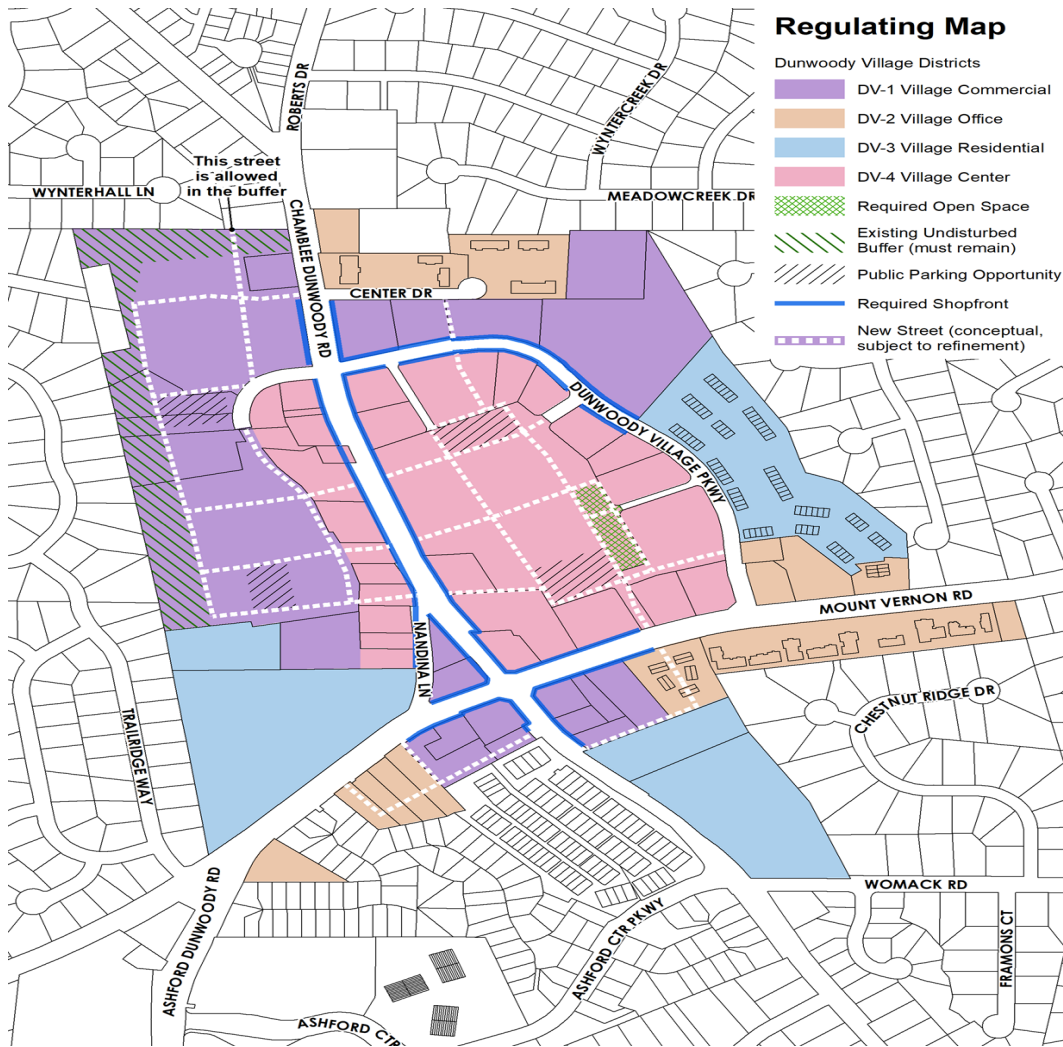 Regulating Map
Dunwoody Village Districts
DV-1 Village Commercial
DV-2 Village Office
DV-3 Village Residential
DV-4 Village Center
Required Open Space
Existing Undisturbed
Buffer (must remain)
Public Parking Opportunity
Required Shopfront
New Street (conceptual,
subject to refinement)
ROBERTS DR
WYNTERCREEK DR
This street
is allowed
in the buffer
WYNTERHALL LN
MEADOWCREEK DR
CHAMBLEE DUNWOODY RD
CENTER DR
DUNWOODY VILLAGE PKWY
MOUNT VERNON RD
NANDINA LN
CHESTNUT RIDGE DR
TRAILRIDGE WAY
WOMACK RD
ASHFORD DUNWOODY RD
ASHFORD CTR PKWY
FRAMONS CT
ASHFORD CTR